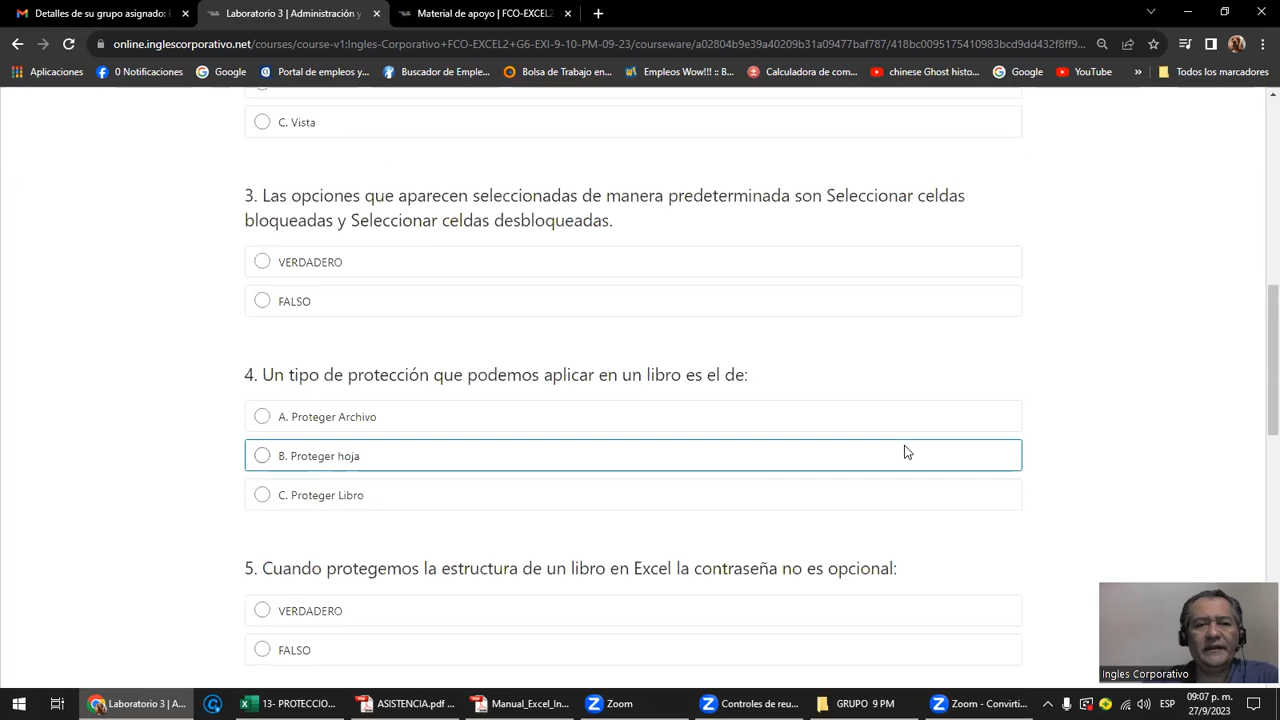 Detalles de su grupo asignado: L
Laboratorio 3 | Administración y
Material de apoyo | FCO-EXCEL2
online.inglescorporativo.net/courses/course-v1:Ingles-Corporativo+FCO-EXCEL2+G6-EXI-9-10-PM-09-23/courseware/a02804b9e39a40209b31a09477baf787/418bc0095175410983bcd9dd432f8ff9...
Aplicaciones
0 Notificaciones
Google
Portal de empleos y...
Buscador de Emple...
Bolsa de Trabajo en...
Empleos Wow!!! :: B...
Calculadora de com...
chinese Ghost histo...
Google
YouTube
»
Todos los marcadores
C. Vista
3. Las opciones que aparecen seleccionadas de manera predeterminada son Seleccionar celdas
bloqueadas y Seleccionar celdas desbloqueadas.
VERDADERO
FALSO
4. Un tipo de protección que podemos aplicar en un libro es el de:
A. Proteger Archivo
B. Proteger hoja
C. Proteger Libro
5. Cuando protegemos la estructura de un libro en Excel la contraseña no es opcional:
VERDADERO
FALSO
Ingles Corporativo
Laboratorio 3 | A...
13- PROTECCIO...
ASISTENCIA.pdf ...
Manual_Excel_In...
Zoom
Controles de reu...
GRUPO 9 PM
Zoom - Convirti...
ESP
09:07 p. m.
27/9/2023